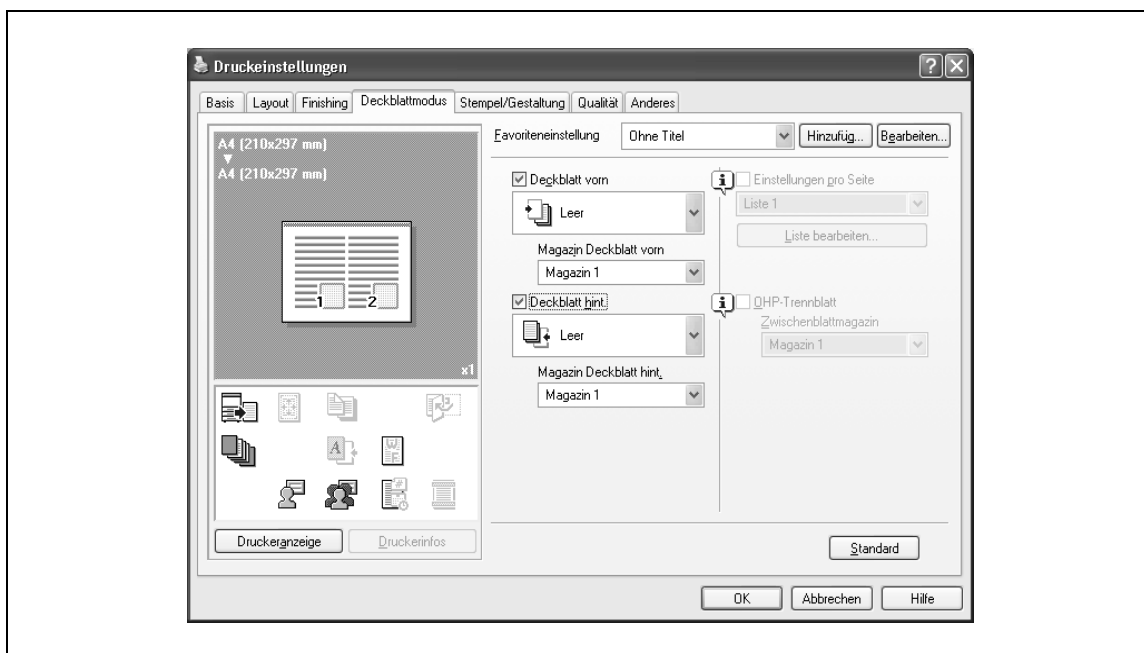 Druckeinstellungen
Basis Layout Finishing Deckblattmodus Stempel/Gestaltung Qualität Anderes
A4 (210x297 mm)
A4 (210x297 mm)
1 2
x1
Druckeranzeige Druckerinfos
Favoriteneinstellung Ohne Titel Hinzufüg... Bearbeiten...
Deckblatt vorn
Leer
Magazin Deckblatt vorn
Magazin 1
Deckblatt hint.
Leer
Magazin Deckblatt hint.
Magazin 1
Einstellungen pro Seite
Liste 1
Liste bearbeiten...
OHP-Trennblatt
Zwischenblattmagazin
Magazin 1
Standard
OK Abbrechen Hilfe